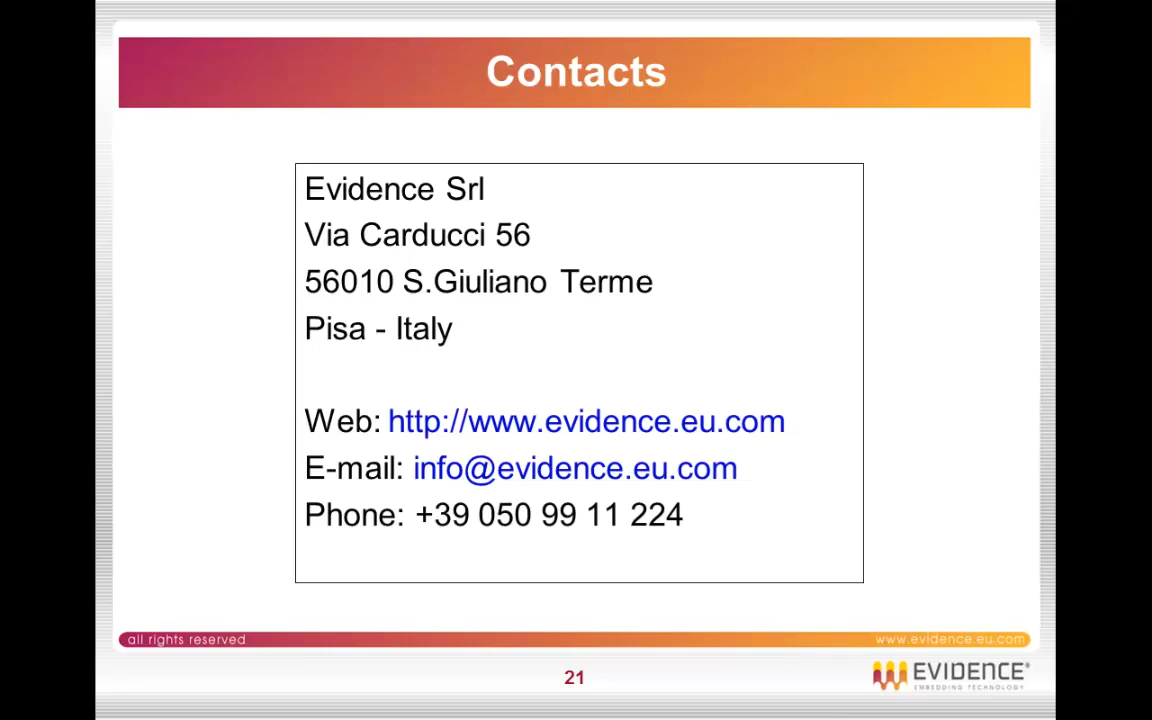 Contacts
Evidence Srl
Via Carducci 56
56010 S.Giuliano Terme
Pisa - Italy
Web: http://www.evidence.eu.com
E-mail: info@evidence.eu.com
Phone: +39 050 99 11 224
all rights reserved
www.evidence.eu.com
21
EVIDENCE®
EMBEDDING TECHNOLOGY